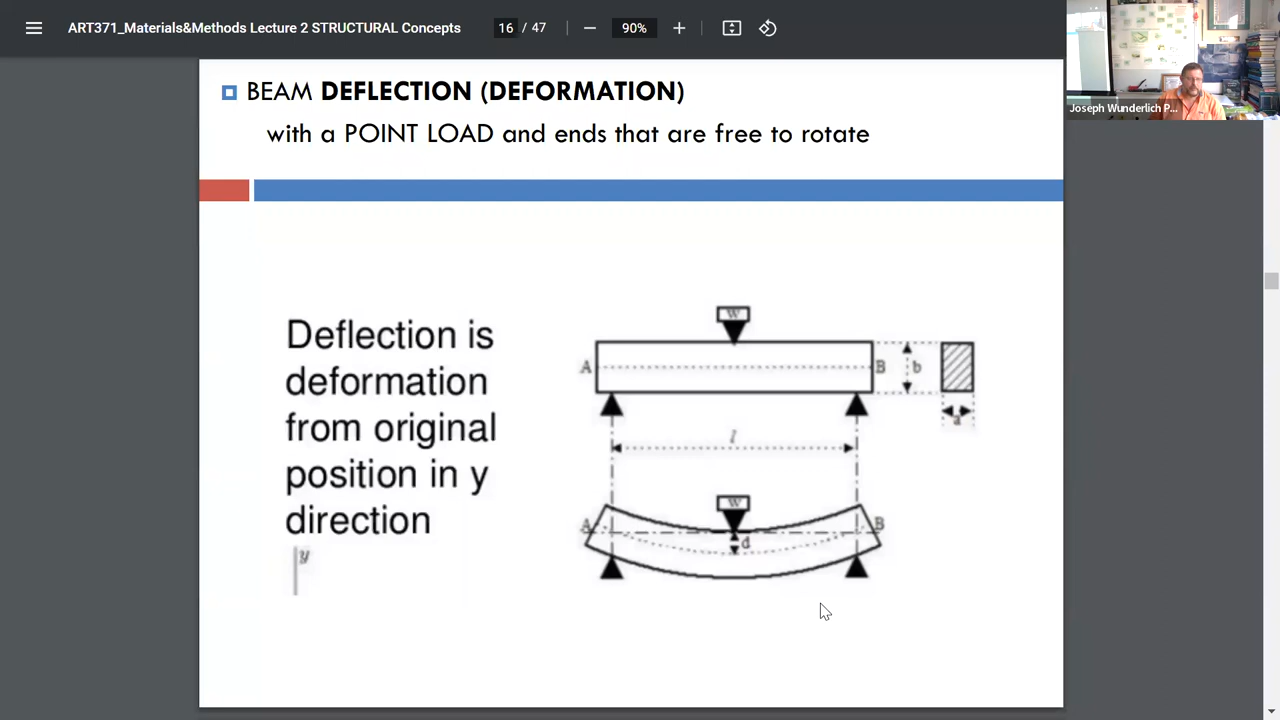 ART371_Materials&Methods Lecture 2 STRUCTURAL Concepts
16 / 47
90%
Joseph Wunderlich P...
BEAM DEFLECTION (DEFORMATION)
with a POINT LOAD and ends that are free to rotate
Deflection is
deformation
from original
position in y
direction
y
W
A
B
b
a
l
W
A
B
d